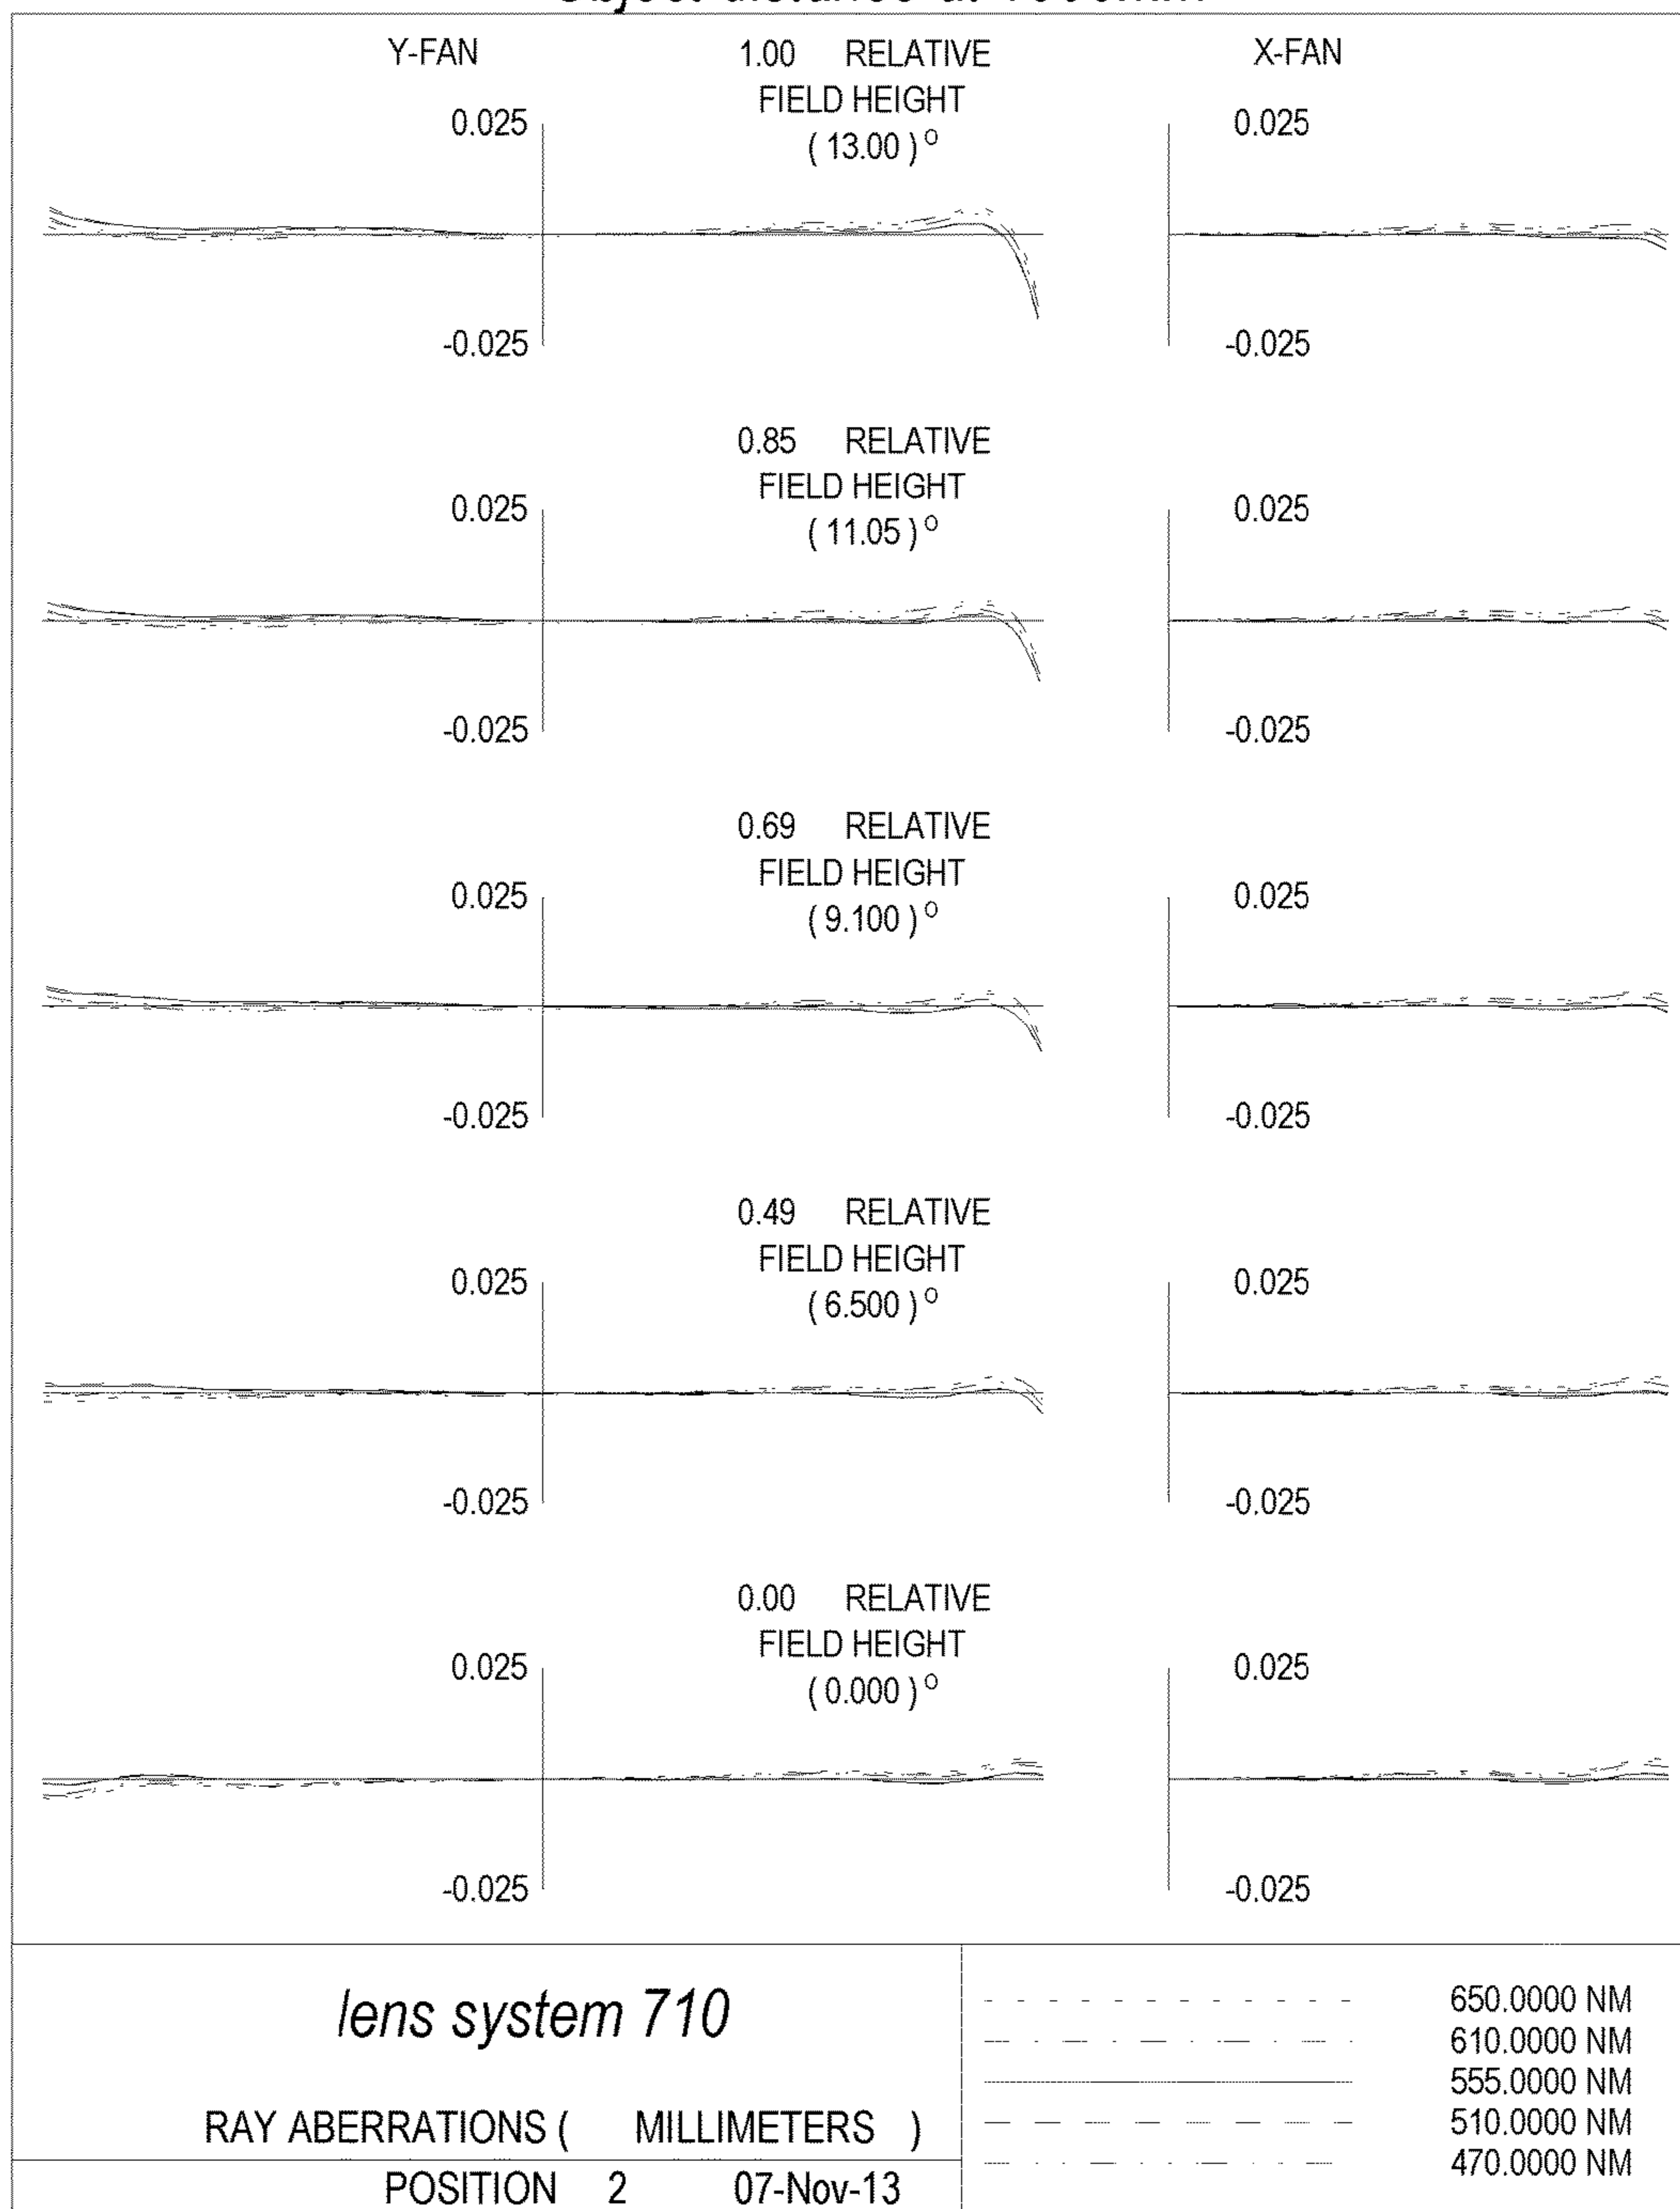 Y-FAN 1.00 RELATIVE X-FAN
FIELD HEIGHT
0.025 ( 13.00 )° 0.025
-0.025 -0.025
0.85 RELATIVE
FIELD HEIGHT
0.025 ( 11.05 )° 0.025
-0.025 -0.025
0.69 RELATIVE
FIELD HEIGHT
0.025 ( 9.100 )° 0.025
-0.025 -0.025
0.49 RELATIVE
FIELD HEIGHT
0.025 ( 6.500 )° 0.025
-0.025 -0.025
0.00 RELATIVE
FIELD HEIGHT
0.025 ( 0.000 )° 0.025
-0.025 -0.025
lens system 710
RAY ABERRATIONS ( MILLIMETERS )
POSITION 2 07-Nov-13
650.0000 NM
610.0000 NM
555.0000 NM
510.0000 NM
470.0000 NM